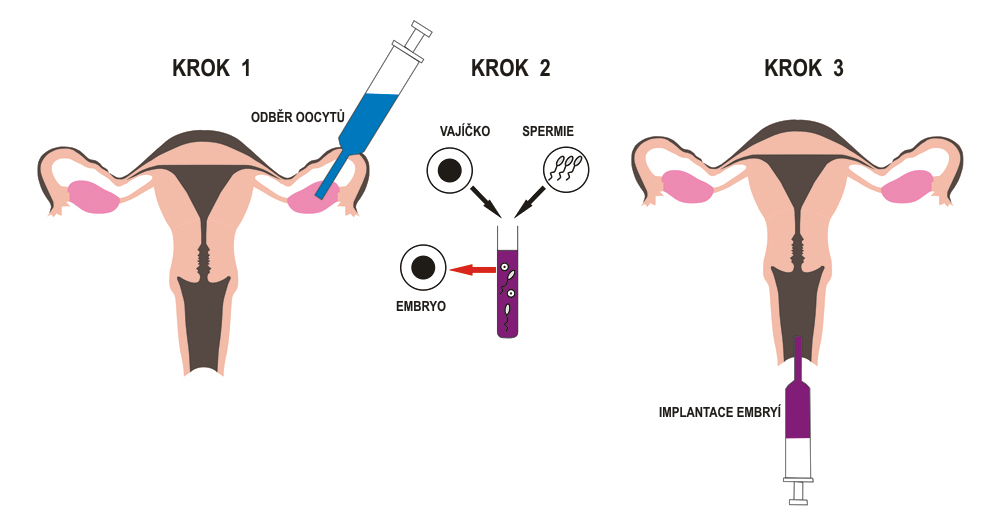 KROK 1
ODBĚR OOCYTŮ
KROK 2
VAJÍČKO
SPERMIE
EMBRYO
KROK 3
IMPLANTACE EMBRYÍ